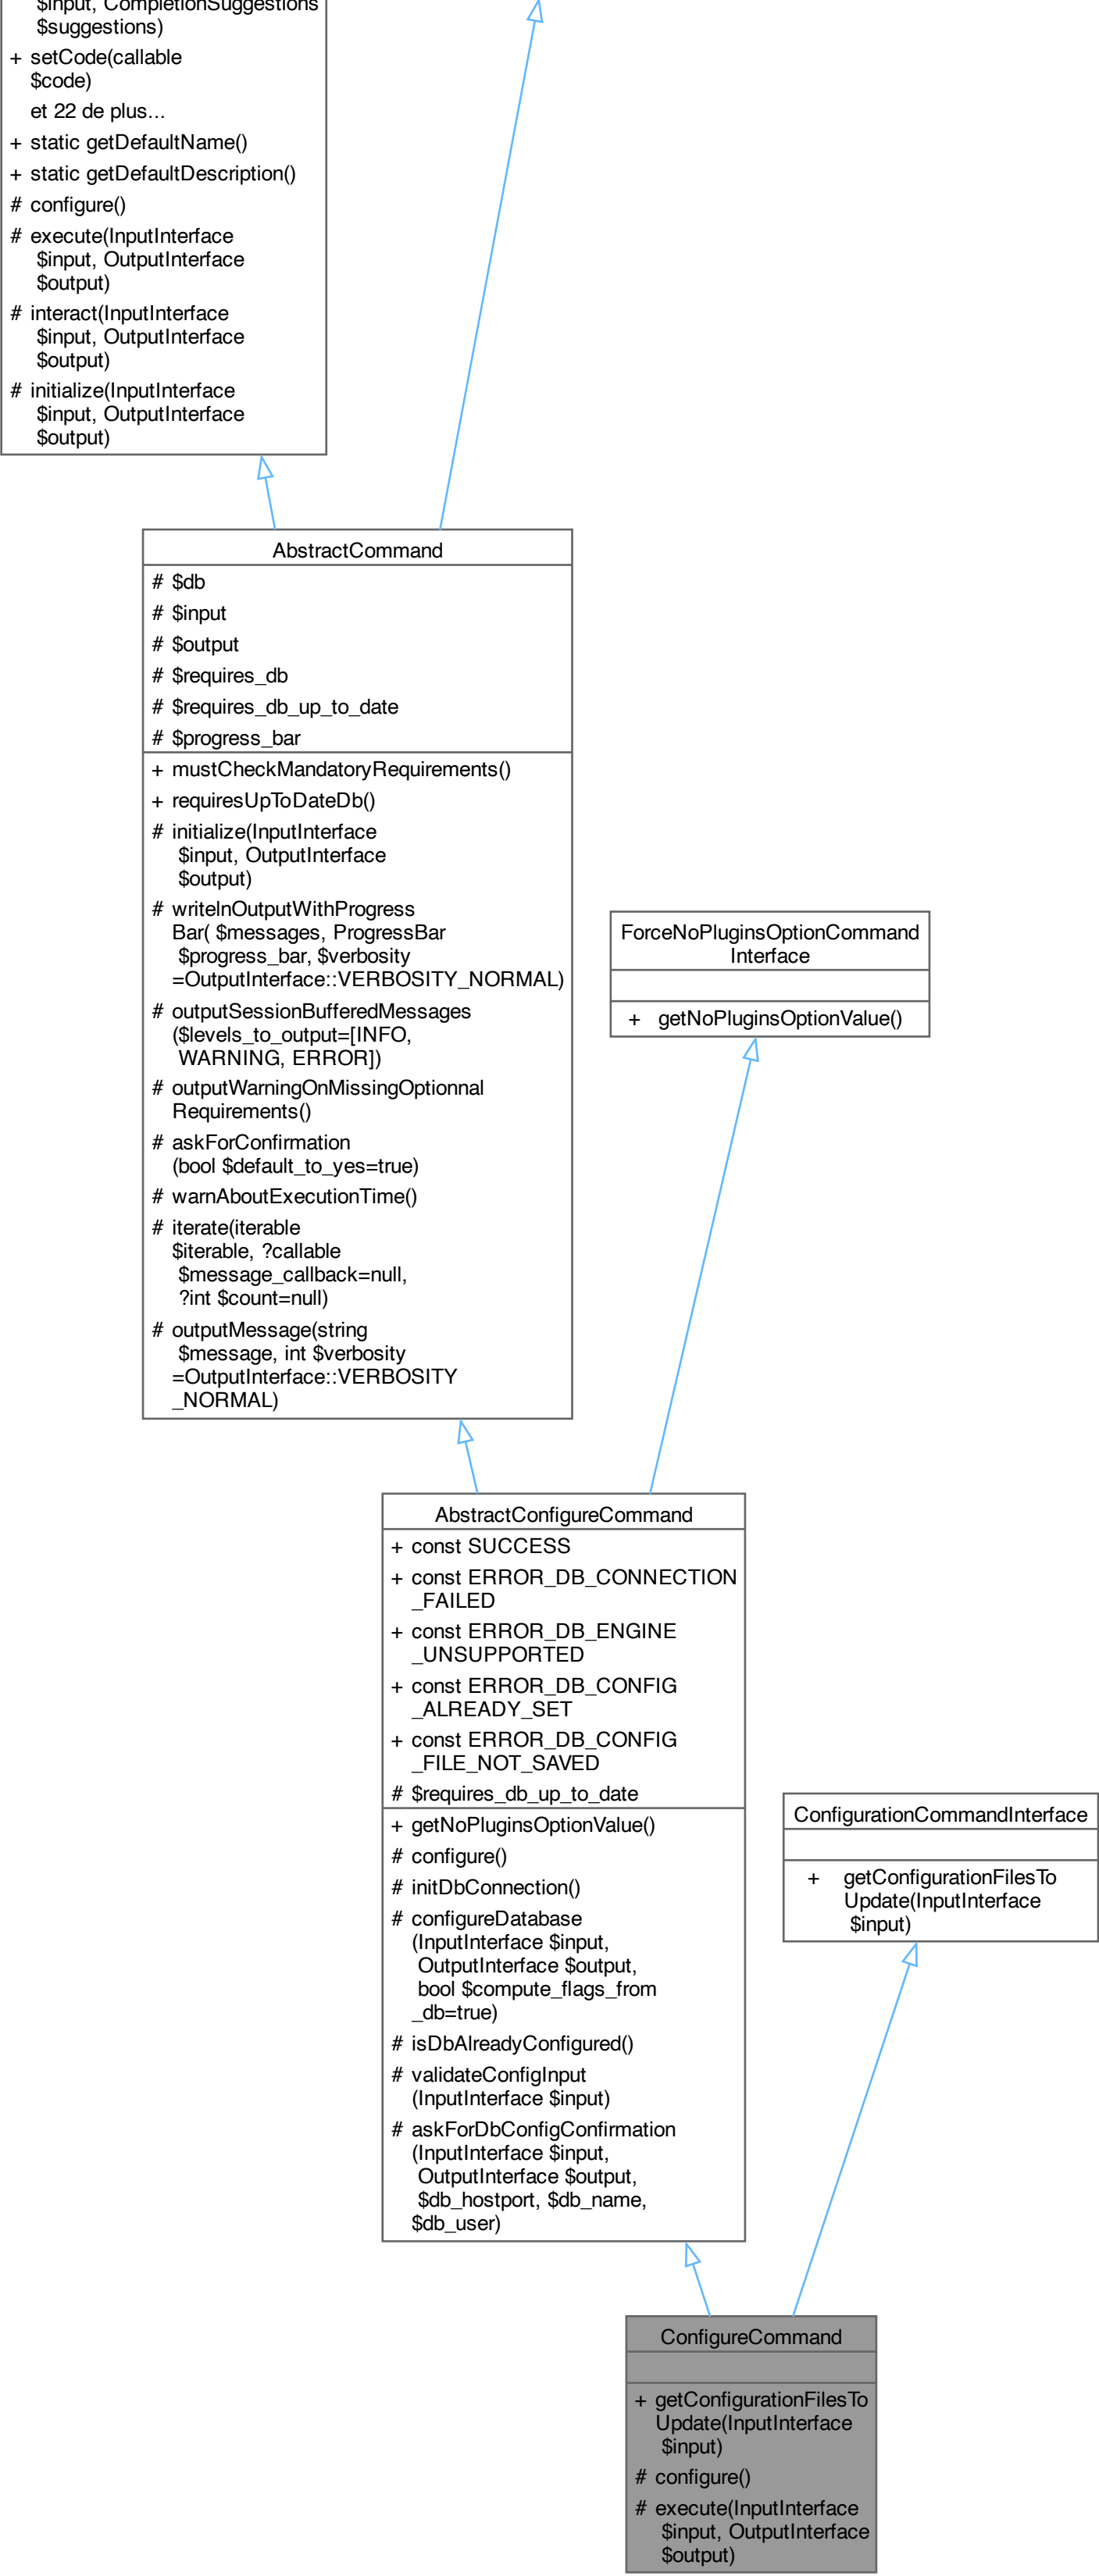 $input, CompletionSuggestions
$suggestions)
+ setCode(callable
$code)
et 22 de plus...
+ static getDefaultName()
+ static getDefaultDescription()
# configure()
# execute(InputInterface
$input, OutputInterface
$output)
# interact(InputInterface
$input, OutputInterface
$output)
# initialize(InputInterface
$input, OutputInterface
$output)
AbstractCommand
# $db
# $input
# $output
# $requires_db
# $requires_db_up_to_date
# $progress_bar
+ mustCheckMandatoryRequirements()
+ requiresUpToDateDb()
# initialize(InputInterface
$input, OutputInterface
$output)
# writelnOutputWithProgress
Bar( $messages, ProgressBar
$progress_bar, $verbosity
=OutputInterface::VERBOSITY_NORMAL)
# outputSessionBufferedMessages
($levels_to_output=[INFO,
WARNING, ERROR])
# outputWarningOnMissingOptionnal
Requirements()
# askForConfirmation
(bool $default_to_yes=true)
# warnAboutExecutionTime()
# iterate(iterable
$iterable, ?callable
$message_callback=null,
?int $count=null)
# outputMessage(string
$message, int $verbosity
=OutputInterface::VERBOSITY
_NORMAL)
ForceNoPluginsOptionCommand
Interface
+ getNoPluginsOptionValue()
AbstractConfigureCommand
+ const SUCCESS
+ const ERROR_DB_CONNECTION
_FAILED
+ const ERROR_DB_ENGINE
_UNSUPPORTED
+ const ERROR_DB_CONFIG
_ALREADY_SET
+ const ERROR_DB_CONFIG
_FILE_NOT_SAVED
# $requires_db_up_to_date
+ getNoPluginsOptionValue()
# configure()
# initDbConnection()
# configureDatabase
(InputInterface $input,
OutputInterface $output,
bool $compute_flags_from
_db=true)
# isDbAlreadyConfigured()
# validateConfigInput
(InputInterface $input)
# askForDbConfigConfirmation
(InputInterface $input,
OutputInterface $output,
$db_hostport, $db_name,
$db_user)
ConfigurationCommandInterface
+ getConfigurationFilesTo
Update(InputInterface
$input)
ConfigureCommand
+ getConfigurationFilesTo
Update(InputInterface
$input)
# configure()
# execute(InputInterface
$input, OutputInterface
$output)